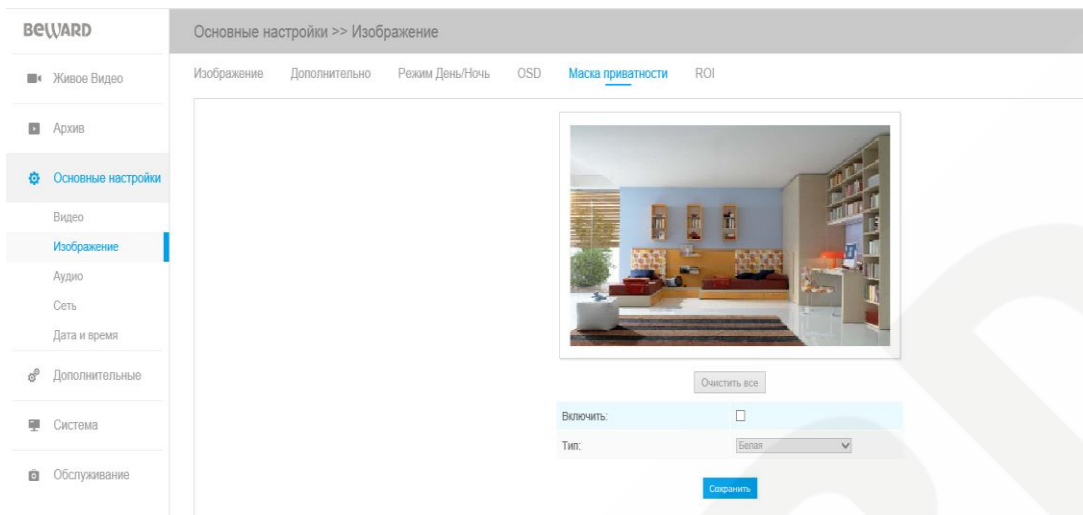 BEWARD
Основные настройки >> Изображение
Живое Видео
Архив
Основные настройки
Видео
Изображение
Аудио
Сеть
Дата и время
Дополнительные
Система
Обслуживание
Изображение Дополнительно Режим День/Ночь OSD Маска приватности ROI
Очистить все
Включить:
Тип: Белая
Сохранить